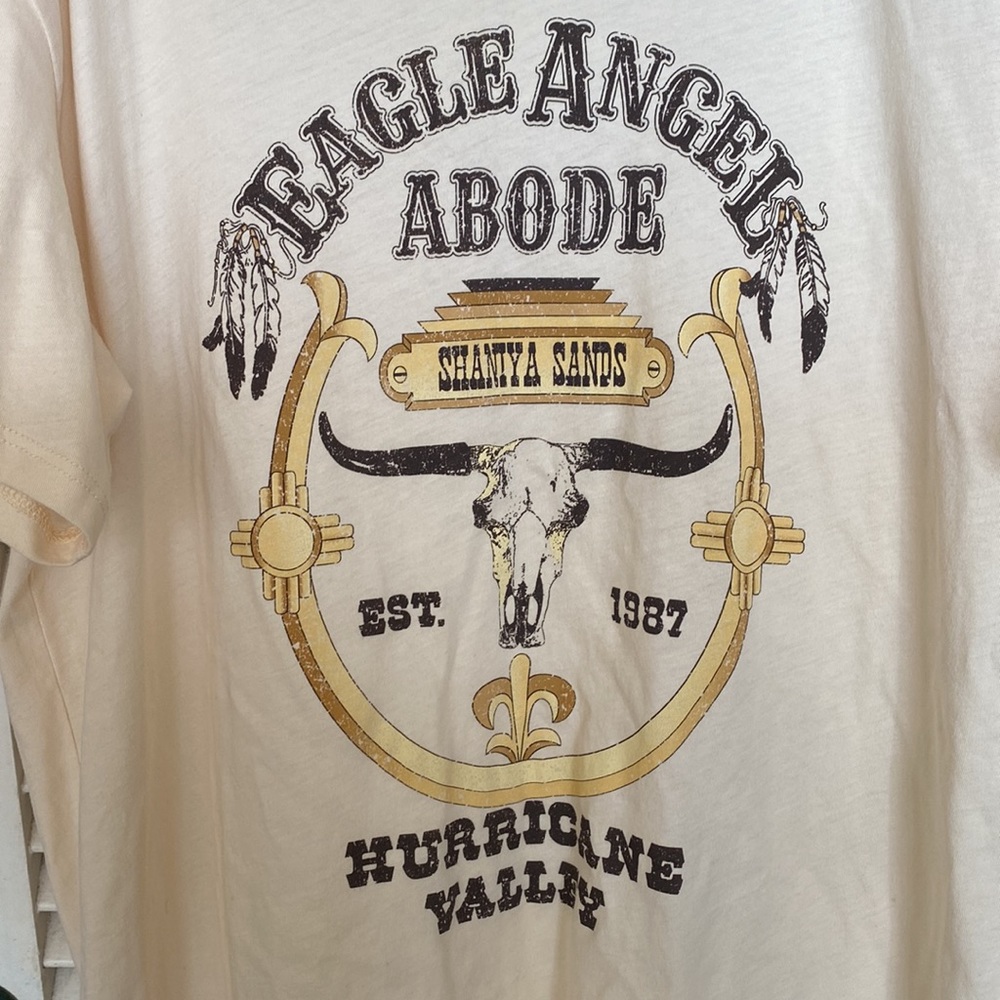 EAGLE ANGEL
ABODE
SHANIYA SANDS
EST. 1987
HURRICANE
VALLEY